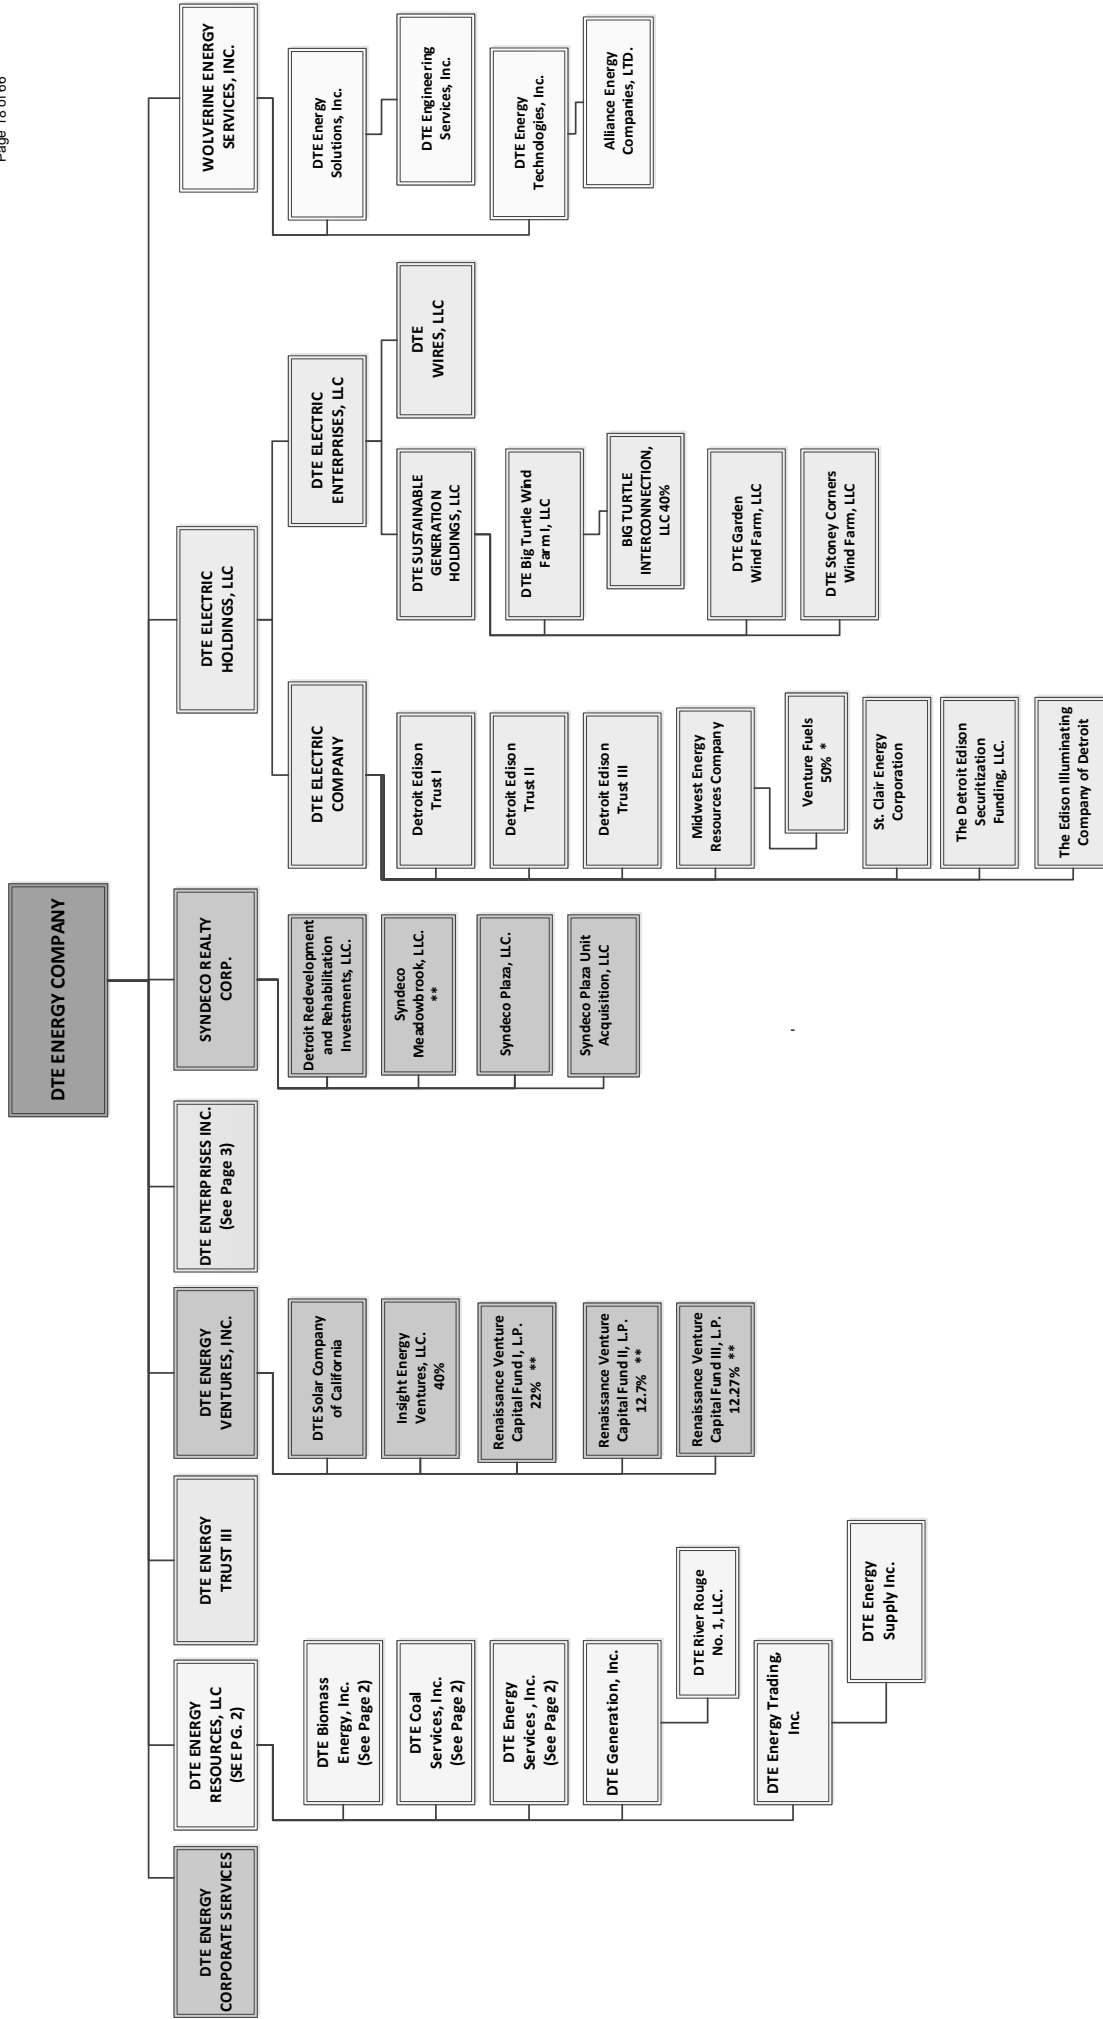 Page 18 of 66
DTE ENERGY COMPANY
DTE ENERGY
CORPORATE SERVICES
DTE ENERGY
RESOURCES, LLC
(SEE PG. 2)
DTE ENERGY
TRUST III
DTE ENERGY
VENTURES, INC.
DTE ENTERPRISES INC.
(See Page 3)
SYNDECO REALTY
CORP.
DTE ELECTRIC
HOLDINGS, LLC
WOLVERINE ENERGY
SERVICES, INC.
DTE Biomass
Energy, Inc.
(See Page 2)
DTE Coal
Services, Inc.
(See Page 2)
DTE Energy
Services , Inc.
(See Page 2)
DTE Generation, Inc.
DTE River Rouge
No. 1, LLC.
DTE Energy Trading,
Inc.
DTE Energy
Supply Inc.
DTE Solar Company
of California
Insight Energy
Ventures, LLC.
40%
Renaissance Venture
Capital Fund I, L.P.
22% **
Renaissance Venture
Capital Fund II, L.P.
12.7% **
Renaissance Venture
Capital Fund III, L.P.
12.27% **
Detroit Redevelopment
and Rehabilitation
Investments, LLC.
Syndeco
Meadowbrook, LLC.
**
Syndeco Plaza, LLC.
Syndeco Plaza Unit
Acquisition, LLC
-
DTE ELECTRIC
COMPANY
Detroit Edison
Trust I
Detroit Edison
Trust II
Detroit Edison
Trust III
Midwest Energy
Resources Company
Venture Fuels
50% *
St. Clair Energy
Corporation
The Detroit Edison
Securitization
Funding, LLC.
The Edison Illuminating
Company of Detroit
DTE ELECTRIC
ENTERPRISES, LLC
DTE SUSTAINABLE
GENERATION
HOLDINGS, LLC
DTE Big Turtle Wind
Farm I, LLC
BIG TURTLE
INTERCONNECTION,
LLC 40%
DTE Garden
Wind Farm, LLC
DTE Stoney Corners
Wind Farm, LLC
DTE
WIRES, LLC
DTE Energy
Solutions, Inc.
DTE Engineering
Services, Inc.
DTE Energy
Technologies, Inc.
Alliance Energy
Companies, LTD.